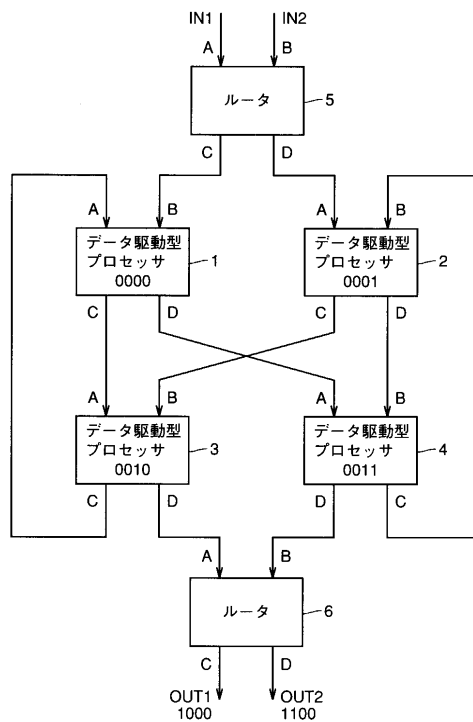 IN1 IN2
A B
ルータ 5
C D
A B A B
データ駆動型
プロセッサ
0000
1
データ駆動型
プロセッサ
0001
2
C D C D
A B A B
データ駆動型
プロセッサ
0010
3
データ駆動型
プロセッサ
0011
4
C D D C
A B
ルータ 6
C D
OUT1 OUT2
1000 1100